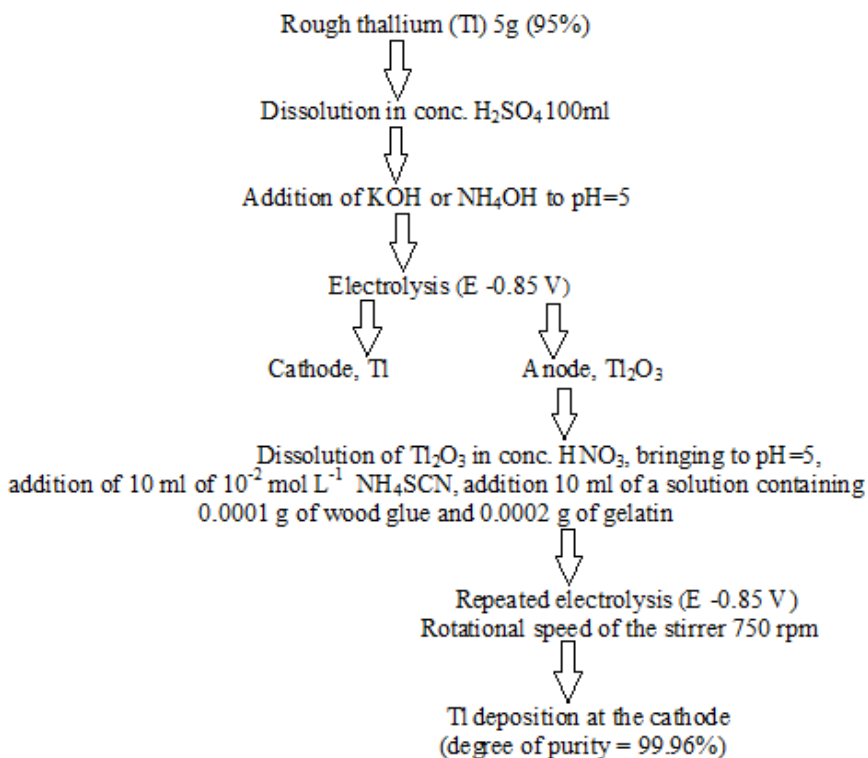 Rough thallium (Tl) 5g (95%)
Dissolution in conc. H₂SO₄ 100ml
Addition of KOH or NH₄OH to pH=5
Electrolysis (E -0.85 V)
Cathode, Tl
Anode, Tl₂O₃
Dissolution of Tl₂O₃ in conc. HNO₃, bringing to pH=5,
addition of 10 ml of 10⁻² mol L⁻¹ NH₄SCN, addition 10 ml of a solution containing
0.0001 g of wood glue and 0.0002 g of gelatin
Repeated electrolysis (E -0.85 V)
Rotational speed of the stirrer 750 rpm
Tl deposition at the cathode
(degree of purity = 99.96%)